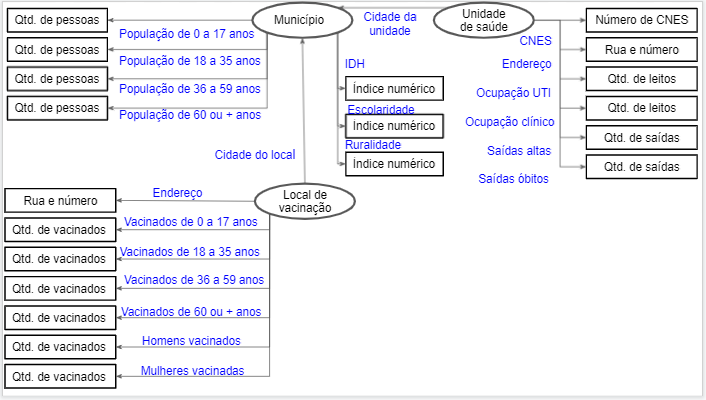 Qtd. de pessoas
População de 0 a 17 anos
Qtd. de pessoas
População de 18 a 35 anos
Qtd. de pessoas
População de 36 a 59 anos
Qtd. de pessoas
População de 60 ou + anos
Município
Cidade da
unidade
Unidade
de saúde
IDH
Índice numérico
Escolaridade
Índice numérico
Ruralidade
Índice numérico
Número de CNES
CNES
Rua e número
Endereço
Qtd. de leitos
Ocupação UTI
Qtd. de leitos
Ocupação clínico
Qtd. de saídas
Saídas altas
Qtd. de saídas
Saídas óbitos
Cidade do local
Local de
vacinação
Endereço
Rua e número
Vacinados de 0 a 17 anos
Qtd. de vacinados
Vacinados de 18 a 35 anos
Qtd. de vacinados
Vacinados de 36 a 59 anos
Qtd. de vacinados
Vacinados de 60 ou + anos
Qtd. de vacinados
Homens vacinados
Qtd. de vacinados
Mulheres vacinadas
Qtd. de vacinados